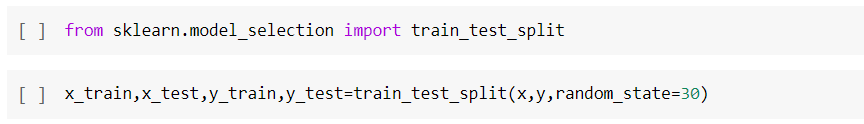 [ ] from sklearn.model_selection import train_test_split
[ ] x_train,x_test,y_train,y_test=train_test_split(x,y,random_state=30)